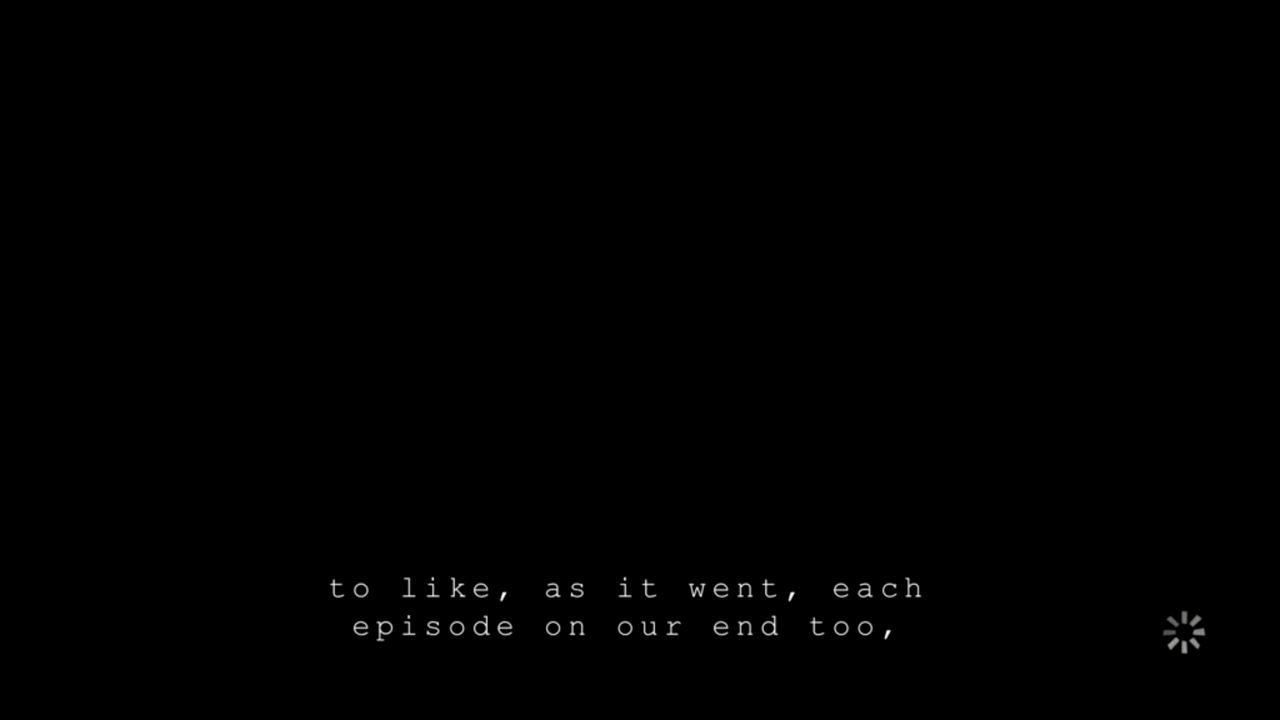 to like, as it went, each
episode on our end too,